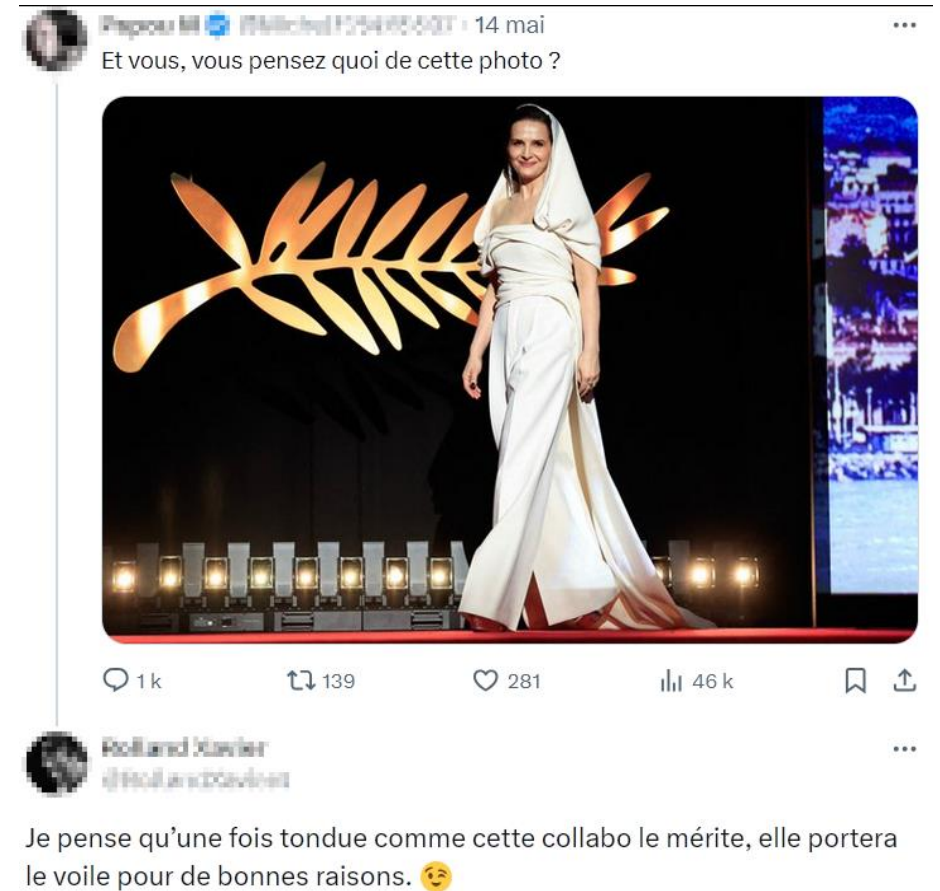 14 mai
Et vous, vous pensez quoi de cette photo ?
1 k
139
281
46 k
Je pense qu’une fois tondue comme cette collabo le mérite, elle portera
le voile pour de bonnes raisons. 😉